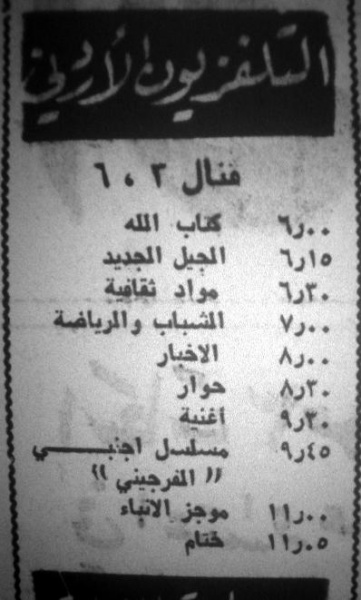 التلفزيون الأردني
قنال ٣ ، ٦
٦٫٠٠ كتاب الله
٦٫١٥ الجيل الجديد
٦٫٣٠ مواد ثقافية
٧٫٠٠ الشباب والرياضة
٨٫٠٠ الاخبار
٨٫٣٠ حوار
٩٫٣٠ أغنية
٩٫٤٥ مسلسل اجنبي
" الفرجيني "
١١٫٠٠ موجز الانباء
١١٫٠٥ ختام